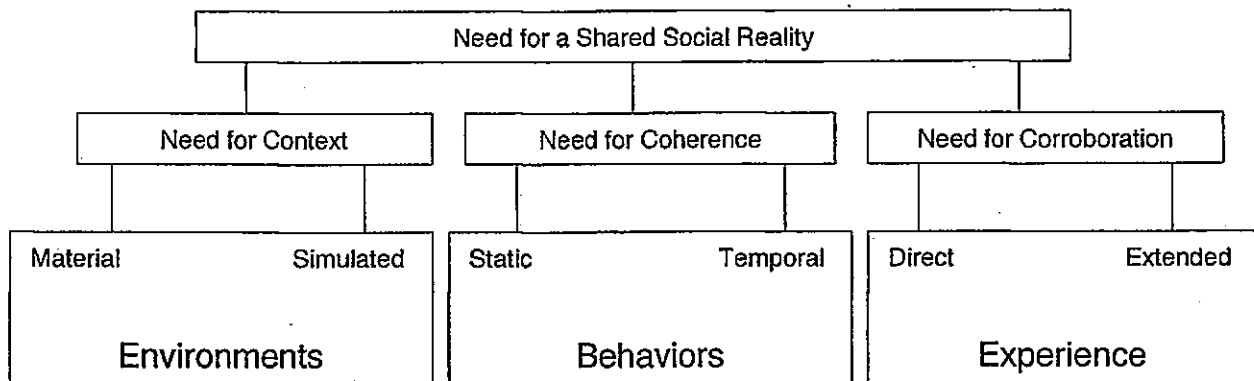 Need for a Shared Social Reality
Need for Context
Need for Coherence
Need for Corroboration
Material
Simulated
Static
Temporal
Direct
Extended
Environments
Behaviors
Experience